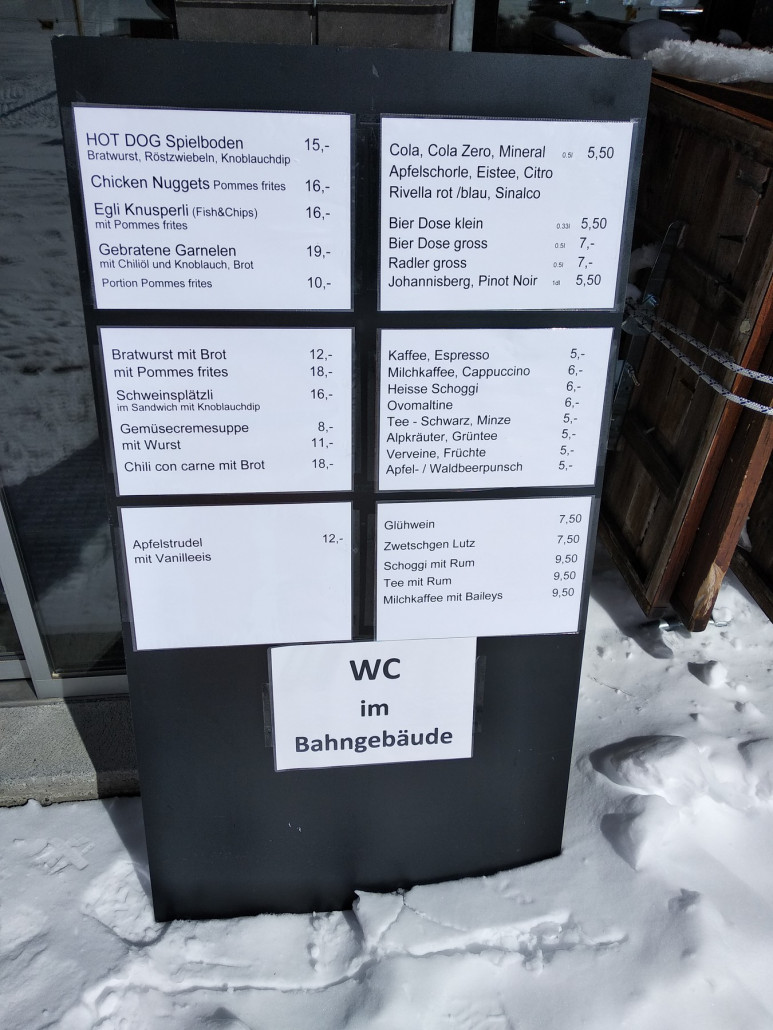 HOT DOG Spielboden 15,-
Bratwurst, Röstzwiebeln, Knoblauchdip
Chicken Nuggets Pommes frites 16,-
Egli Knusperli (Fish&Chips) 16,-
mit Pommes frites
Gebratene Garnelen 19,-
mit Chiliöl und Knoblauch, Brot
Portion Pommes frites 10,-
Cola, Cola Zero, Mineral 0.5l 5,50
Apfelschorle, Eistee, Citro
Rivella rot /blau, Sinalco
Bier Dose klein 0.33l 5,50
Bier Dose gross 0.5l 7,-
Radler gross 0.5l 7,-
Johannisberg, Pinot Noir 1dl 5,50
Bratwurst mit Brot 12,-
mit Pommes frites 18,-
Schweinsplätzli 16,-
im Sandwich mit Knoblauchdip
Gemüsecremesuppe 8,-
mit Wurst 11,-
Chili con carne mit Brot 18,-
Kaffee, Espresso 5,-
Milchkaffee, Cappuccino 6,-
Heisse Schoggi 6,-
Ovomaltine 6,-
Tee - Schwarz, Minze 5,-
Alpkräuter, Grüntee 5,-
Verveine, Früchte 5,-
Apfel- / Waldbeerpunsch 5,-
Apfelstrudel 12,-
mit Vanilleeis
Glühwein 7,50
Zwetschgen Lutz 7,50
Schoggi mit Rum 9,50
Tee mit Rum 9,50
Milchkaffee mit Baileys 9,50
WC
im
Bahngebäude